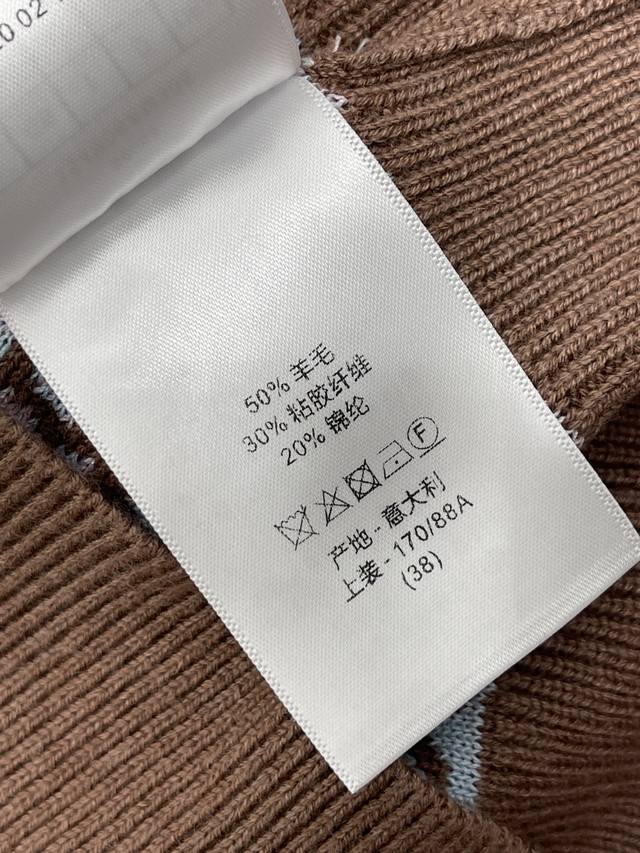 50% 羊毛
30% 粘胶纤维
20% 锦纶
F
产地 - 意大利
上装 - 170/88A
(38)